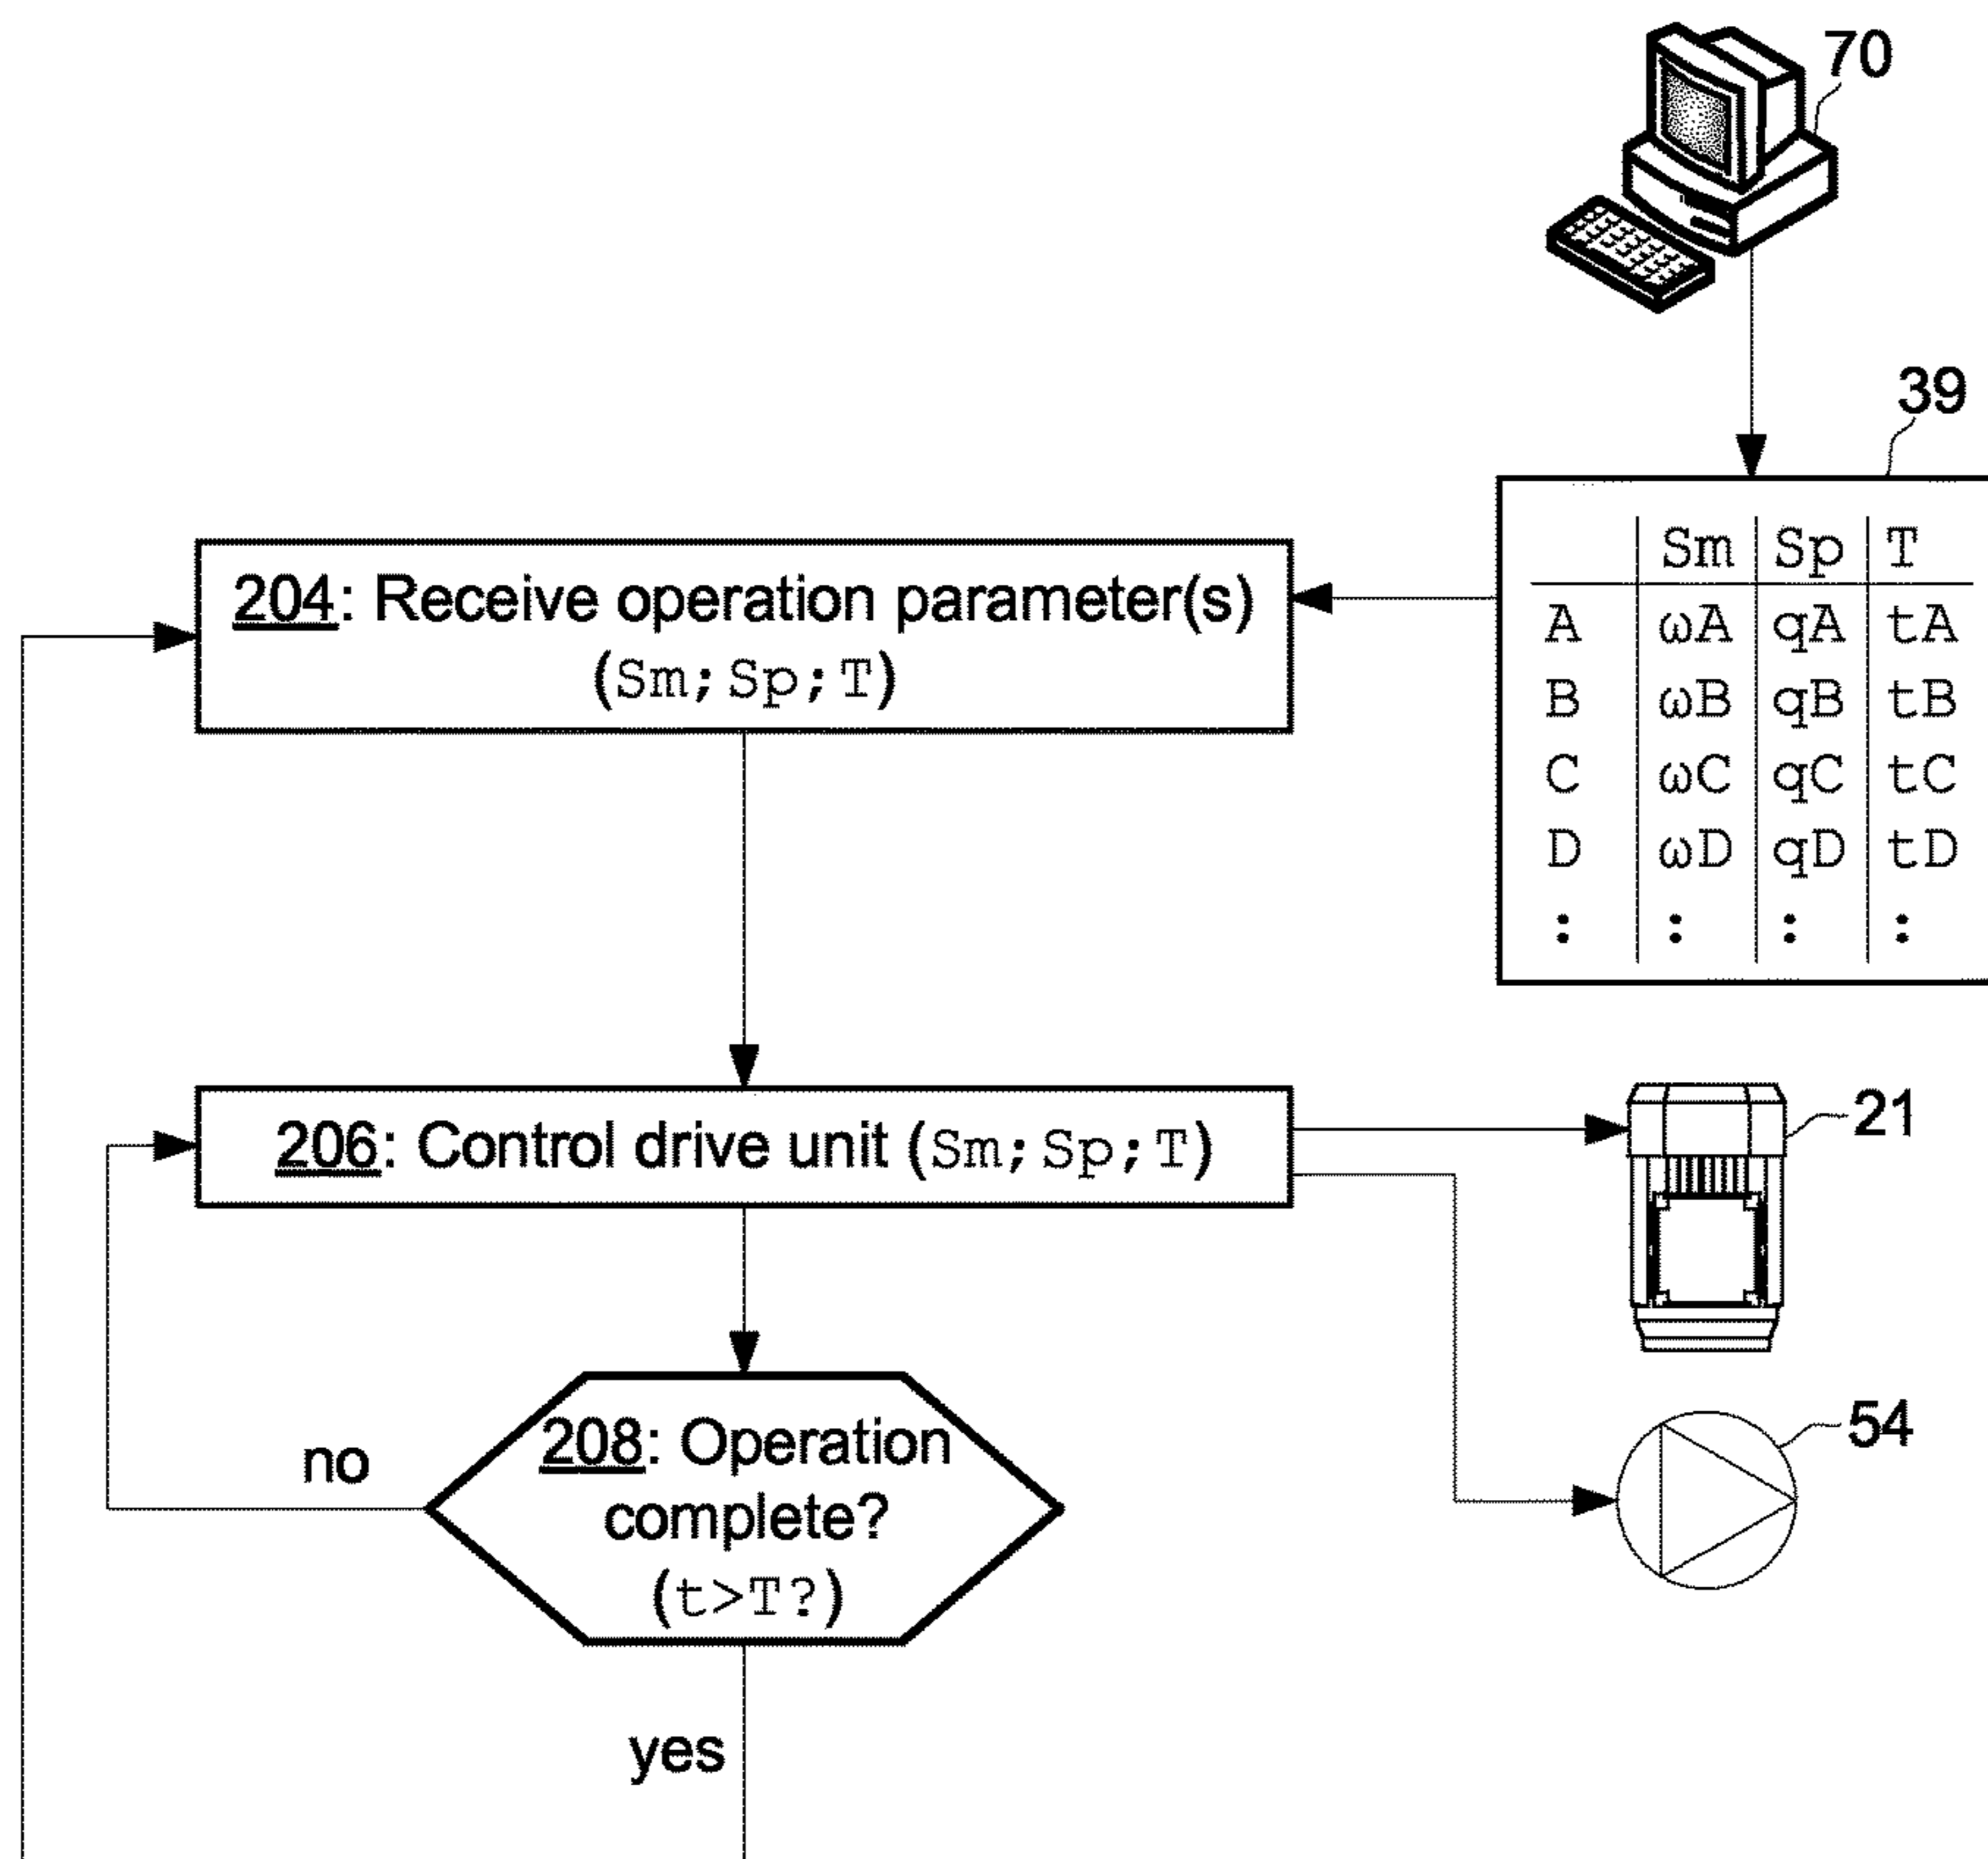 70
39
Sm Sp T
A ωA qA tA
B ωB qB tB
C ωC qC tC
D ωD qD tD
: : : :
204: Receive operation parameter(s)
(Sm; Sp; T)
206: Control drive unit (Sm; Sp; T)
21
54
208: Operation
complete?
(t>T?)
no
yes